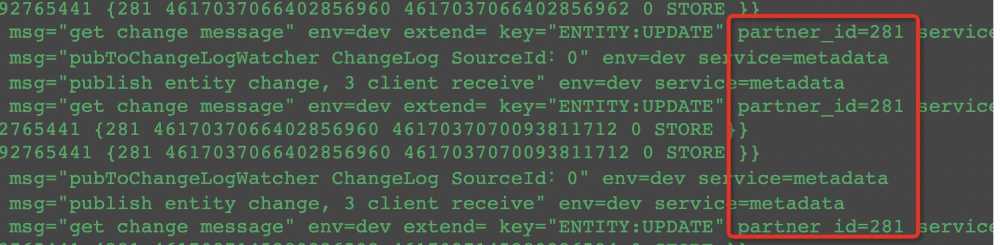 92765441 {281 4617037066402856960 4617037066402856962 0 STORE }}
msg="get change message" env=dev extend= key="ENTITY:UPDATE" partner_id=281 service
msg="pubToChangeLogWatcher ChangeLog SourceId: 0" env=dev service=metadata
msg="publish entity change, 3 client receive" env=dev service=metadata
msg="get change message" env=dev extend= key="ENTITY:UPDATE" partner_id=281 service
2765441 {281 4617037066402856960 4617037070093811712 0 STORE }}
92765441 {281 4617037066402856960 4617037070093811712 0 STORE }}
msg="pubToChangeLogWatcher ChangeLog SourceId: 0" env=dev service=metadata
msg="publish entity change, 3 client receive" env=dev service=metadata
msg="get change message" env=dev extend= key="ENTITY:UPDATE" partner_id=281 service